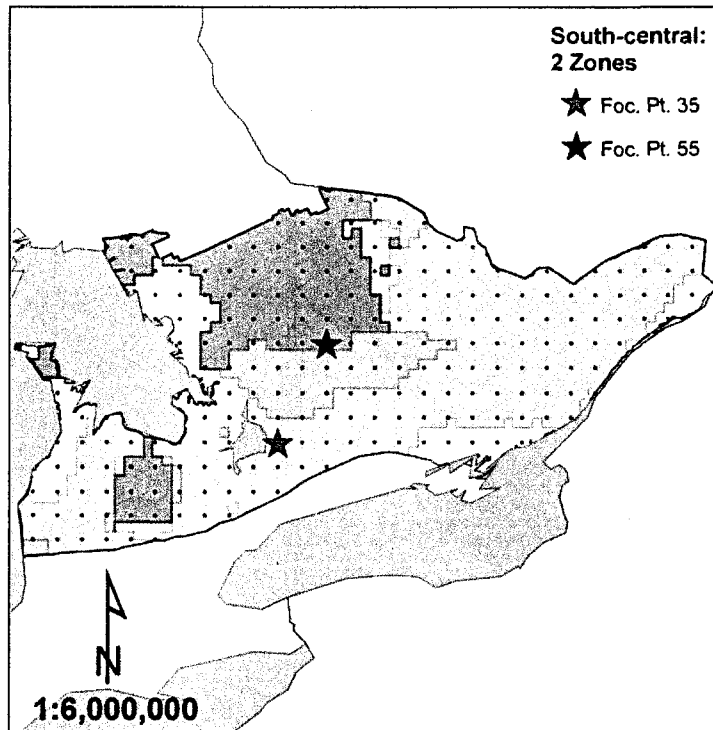 South-central:
2 Zones
Foc. Pt. 35
Foc. Pt. 55
N
1:6,000,000